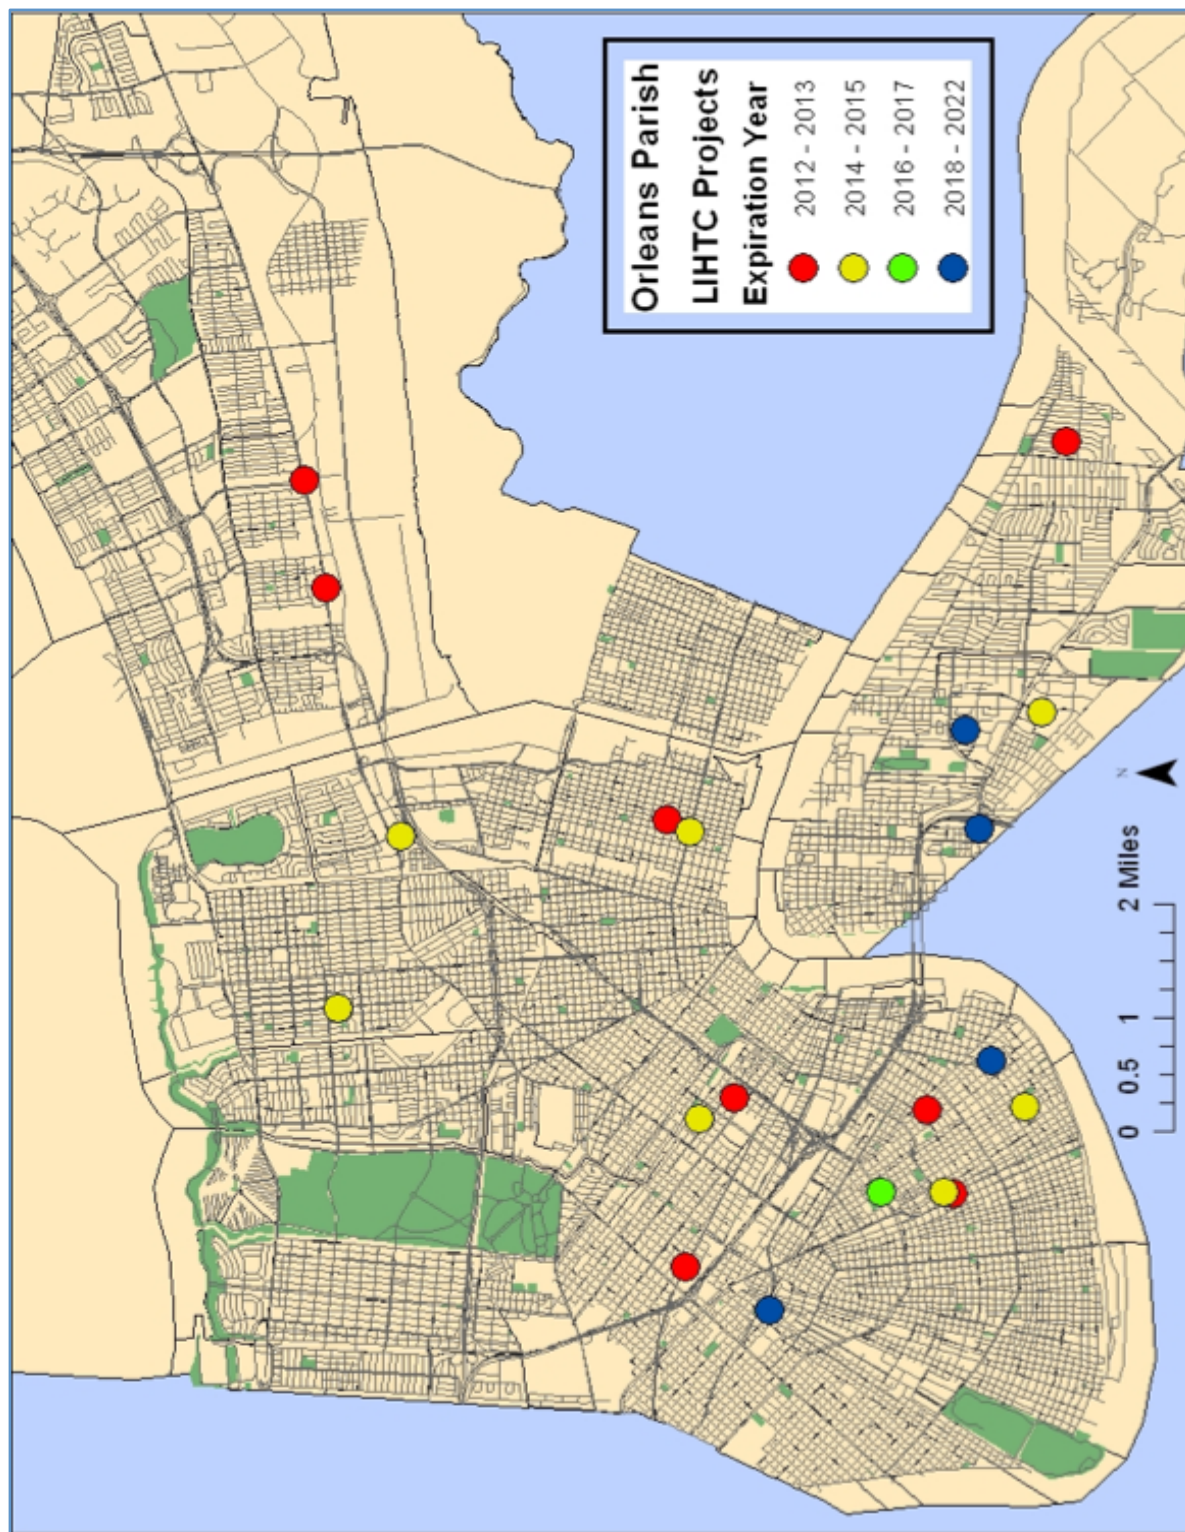 Orleans Parish
LIHTC Projects
Expiration Year
2012 - 2013
2014 - 2015
2016 - 2017
2018 - 2022
N
0 0.5 1 2 Miles